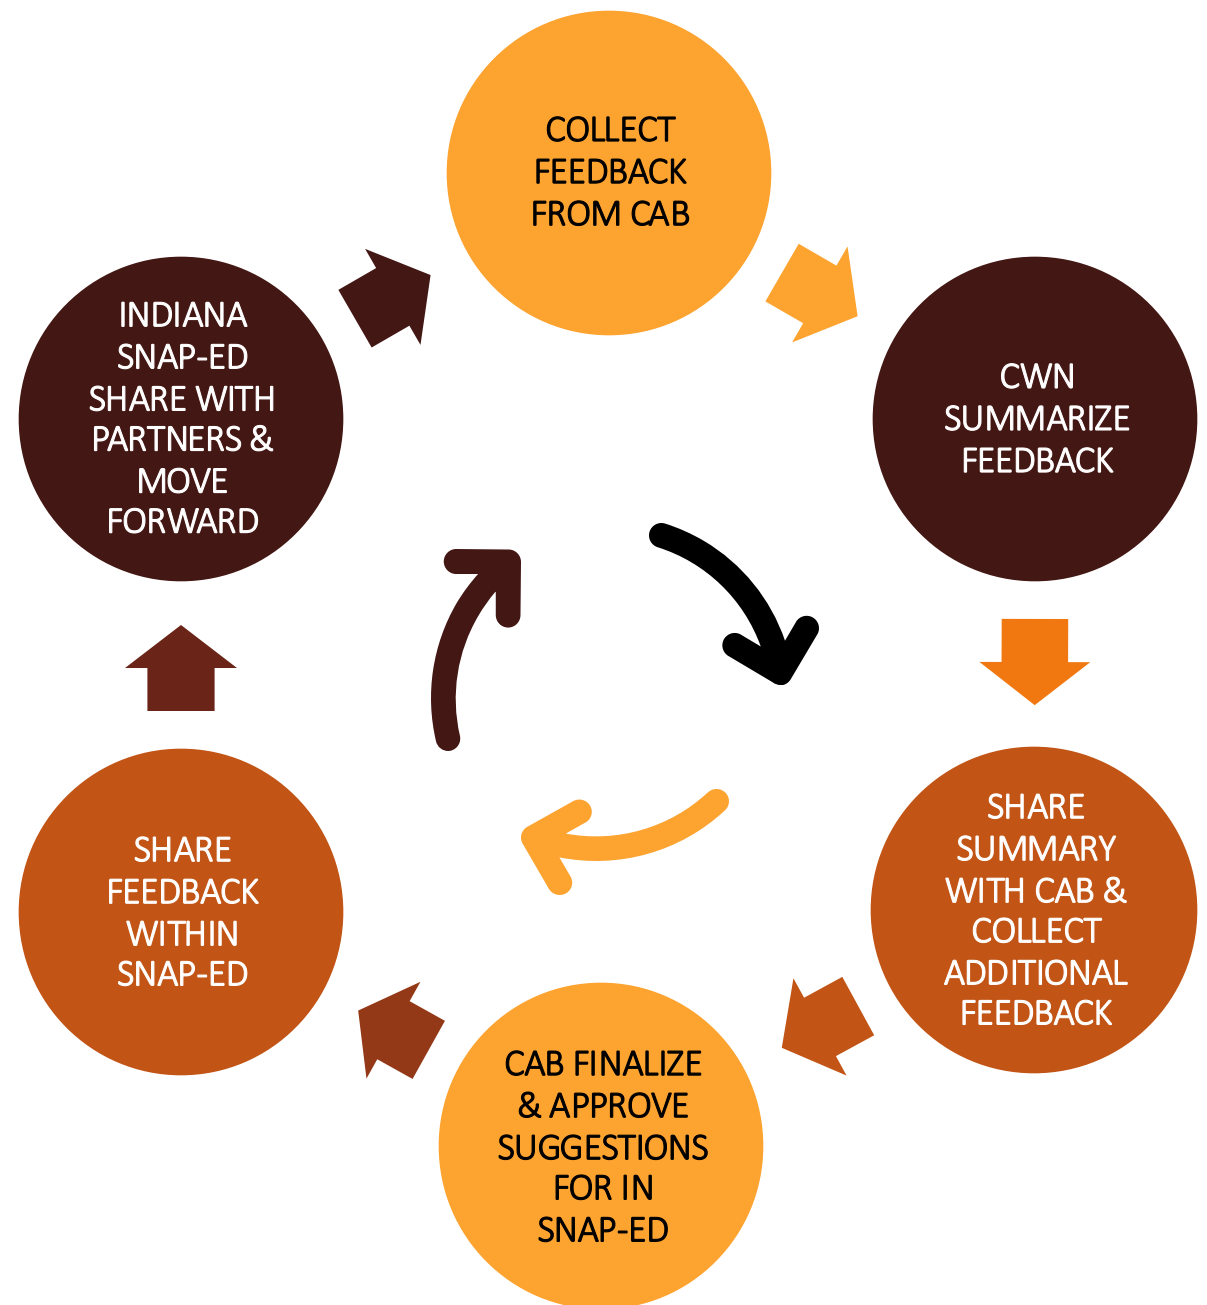 COLLECT
FEEDBACK
FROM CAB
CWN
SUMMARIZE
FEEDBACK
SHARE
SUMMARY
WITH CAB &
COLLECT
ADDITIONAL
FEEDBACK
CAB FINALIZE
& APPROVE
SUGGESTIONS
FOR IN
SNAP-ED
SHARE
FEEDBACK
WITHIN
SNAP-ED
INDIANA
SNAP-ED
SHARE WITH
PARTNERS &
MOVE
FORWARD